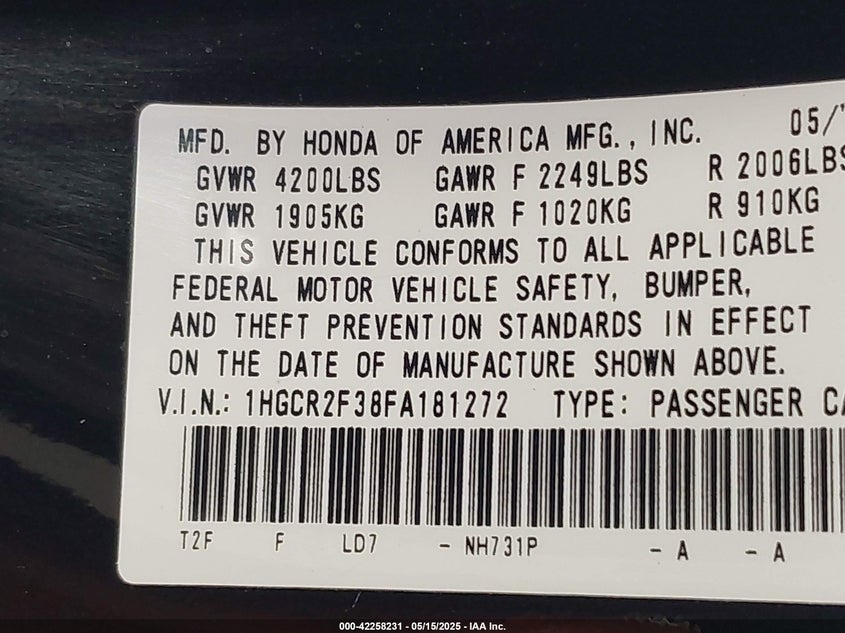 MFD. BY HONDA OF AMERICA MFG., INC. 05/
GVWR 4200LBS GAWR F 2249LBS R 2006LBS
GVWR 1905KG GAWR F 1020KG R 910KG
THIS VEHICLE CONFORMS TO ALL APPLICABLE
FEDERAL MOTOR VEHICLE SAFETY, BUMPER,
AND THEFT PREVENTION STANDARDS IN EFFECT
ON THE DATE OF MANUFACTURE SHOWN ABOVE.
V.I.N.: 1HGCR2F38FA181272 TYPE: PASSENGER
T2F F LD7 - NH731P - A - A
000-42258231 - 05/15/2025 - IAA Inc.